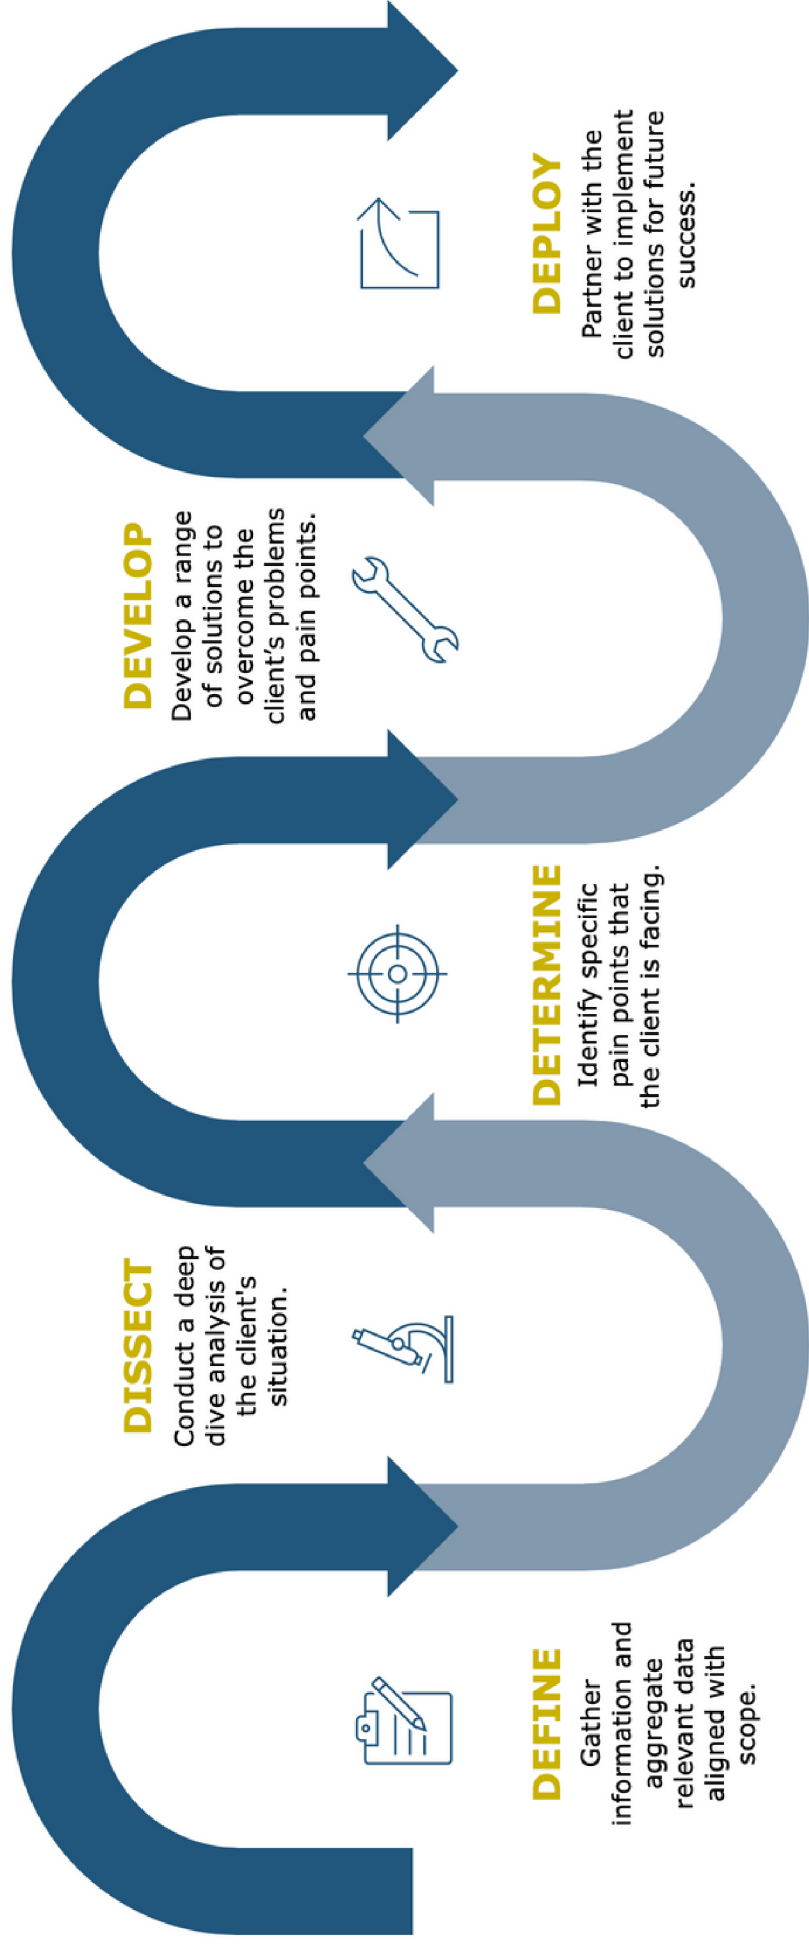 DEFINE
Gather
information and
aggregate
relevant data
aligned with
scope.
DISSECT
Conduct a deep
dive analysis of
the client's
situation.
DETERMINE
Identify specific
pain points that
the client is facing.
DEVELOP
Develop a range
of solutions to
overcome the
client’s problems
and pain points.
DEPLOY
Partner with the
client to implement
solutions for future
success.